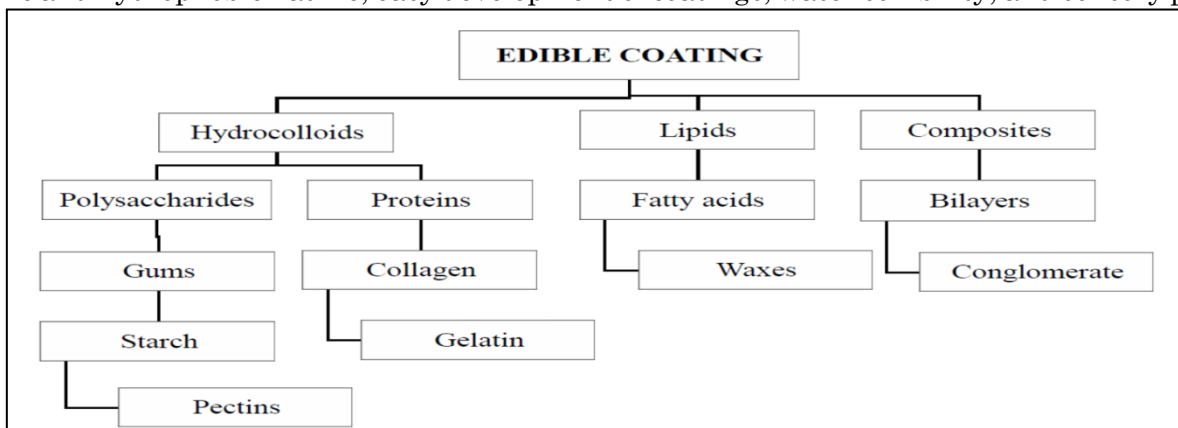 EDIBLE COATING
Hydrocolloids
Lipids
Composites
Polysaccharides
Proteins
Fatty acids
Bilayers
Gums
Collagen
Waxes
Conglomerate
Starch
Gelatin
Pectins